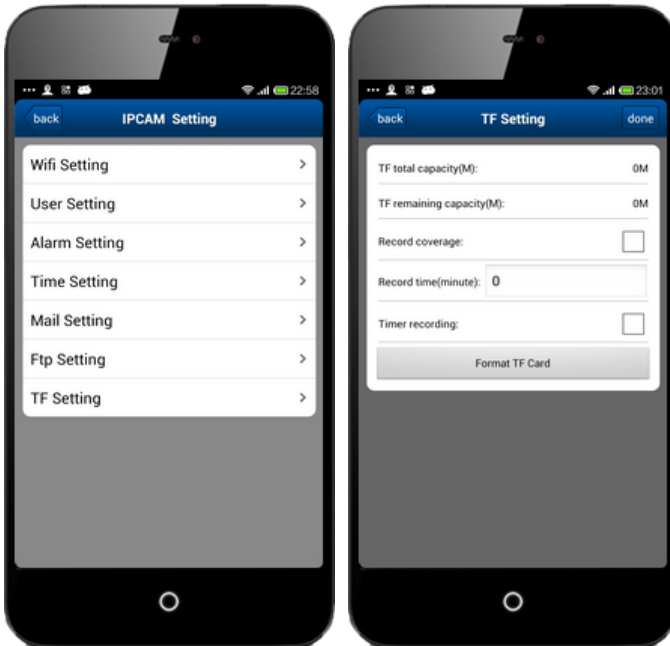 22:58
back
IPCAM  Setting
Wifi Setting
User Setting
Alarm Setting
Time Setting
Mail Setting
Ftp Setting
TF Setting
23:01
back
TF Setting
done
TF total capacity(M): 0M
TF remaining capacity(M): 0M
Record coverage:
Record time(minute): 0
Timer recording:
Format TF Card